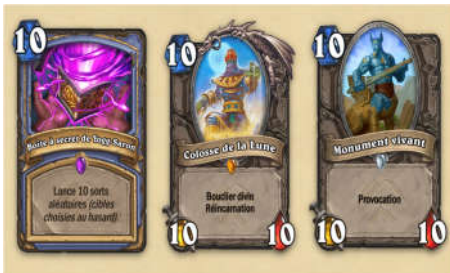 10
Boîte à secret de Yogg-Saron
Lance 10 sorts
aléatoires (cibles
choisies au hasard)
10
Colosse de la Lune
Bouclier divin
Réincarnation
10
10
10
Monument vivant
Provocation
10
10